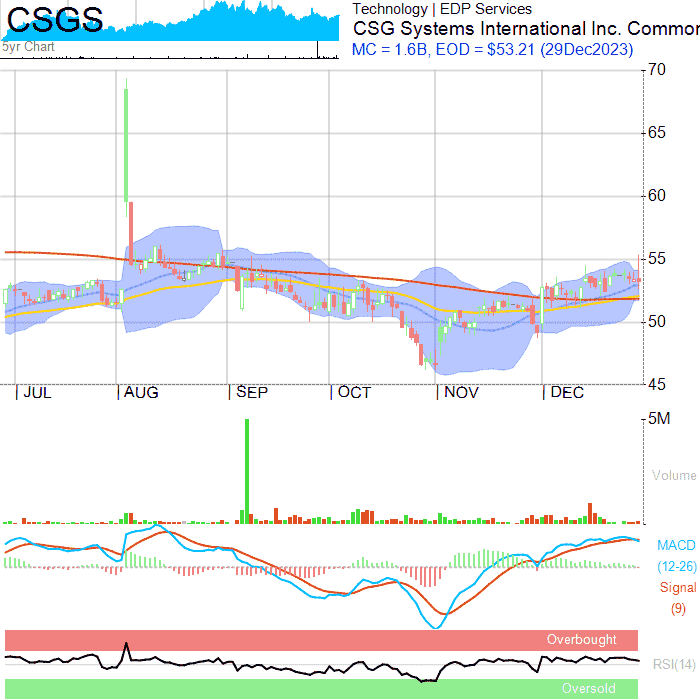 CSGS
5yr Chart
Technology | EDP Services
CSG Systems International Inc. Common
MC = 1.6B, EOD = $53.21 (29Dec2023)
70
65
60
55
50
45
JUL
AUG
SEP
OCT
NOV
DEC
5M
Volume
MACD
(12-26)
Signal
(9)
Overbought
RSI(14)
Oversold